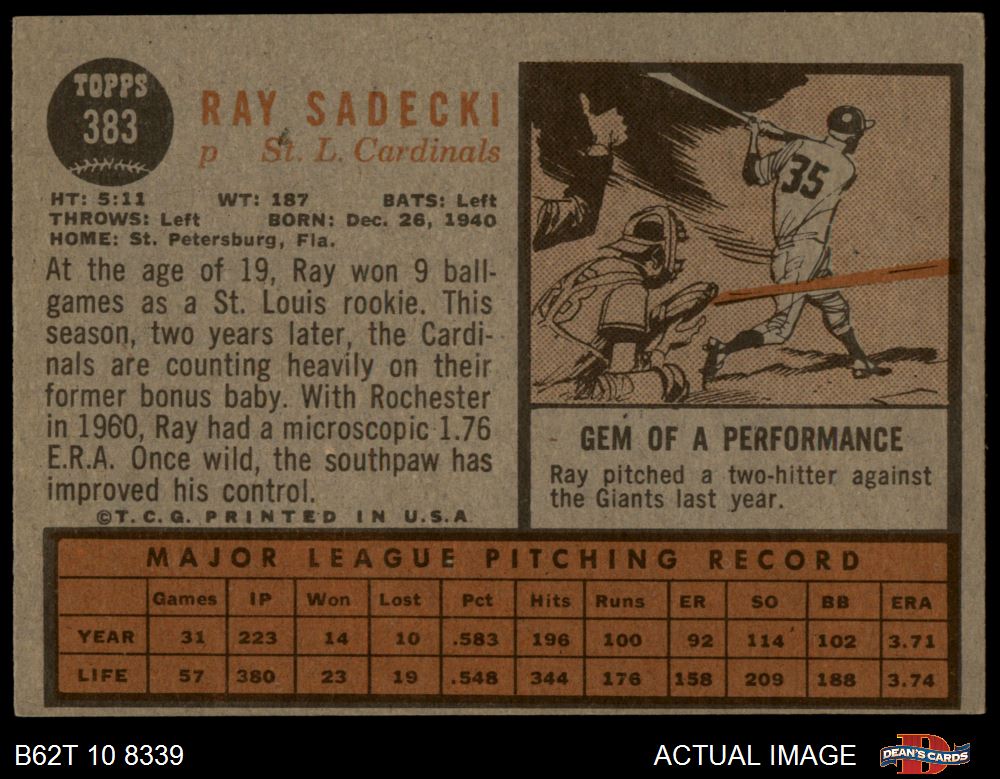 TOPPS
383
RAY SADECKI
p St. L. Cardinals
HT: 5:11 WT: 187 BATS: Left
THROWS: Left BORN: Dec. 26, 1940
HOME: St. Petersburg, Fla.
At the age of 19, Ray won 9 ball-
games as a St. Louis rookie. This
season, two years later, the Cardi-
nals are counting heavily on their
former bonus baby. With Rochester
in 1960, Ray had a microscopic 1.76
E.R.A. Once wild, the southpaw has
improved his control.
©T.C.G. PRINTED IN U.S.A
35
GEM OF A PERFORMANCE
Ray pitched a two-hitter against
the Giants last year.
MAJOR LEAGUE PITCHING RECORD
Games IP Won Lost Pct Hits Runs ER SO BB ERA
YEAR 31 223 14 10 .583 196 100 92 114 102 3.71
LIFE 57 380 23 19 .548 344 176 158 209 188 3.74
B62T 10 8339
ACTUAL IMAGE
DEAN'S CARDS